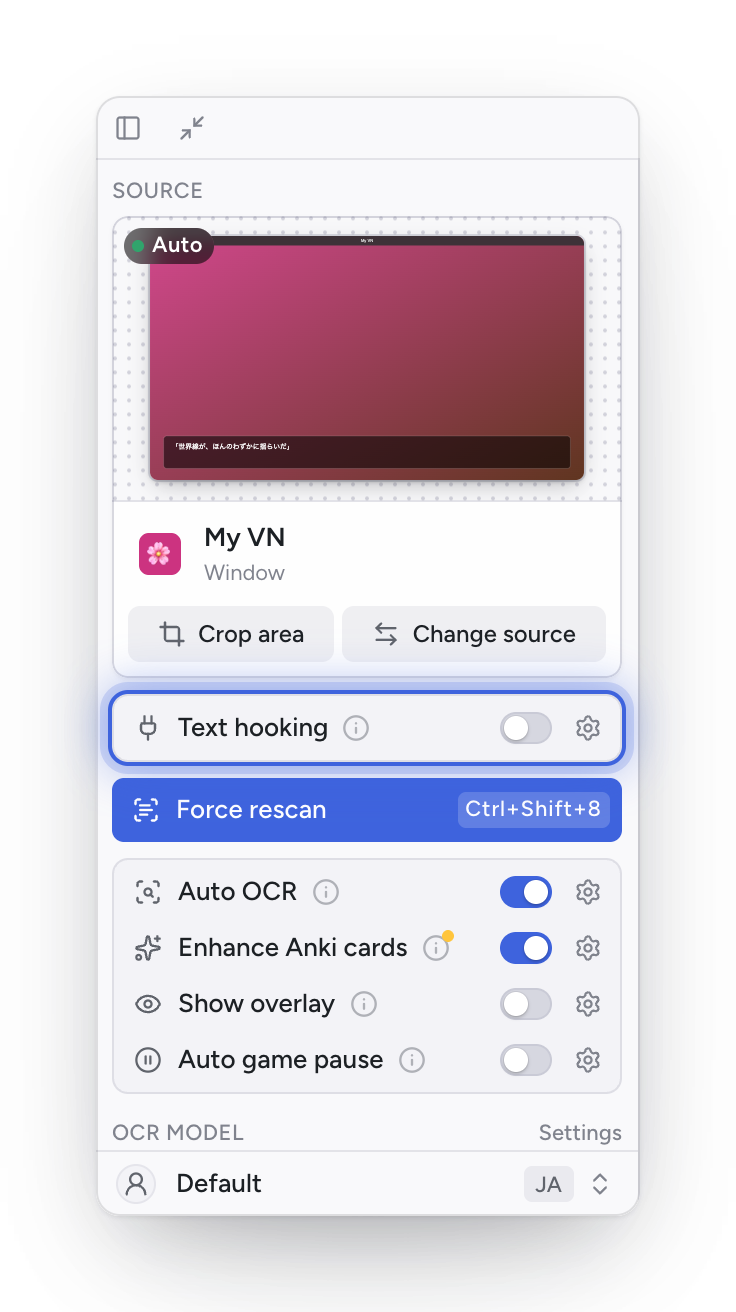 SOURCE
Auto
My VN
「世界線が、ほんのわずかに揺らいだ」
My VN
Window
Crop area
Change source
Text hooking
Force rescan Ctrl+Shift+8
Auto OCR
Enhance Anki cards
Show overlay
Auto game pause
OCR MODEL Settings
Default JA